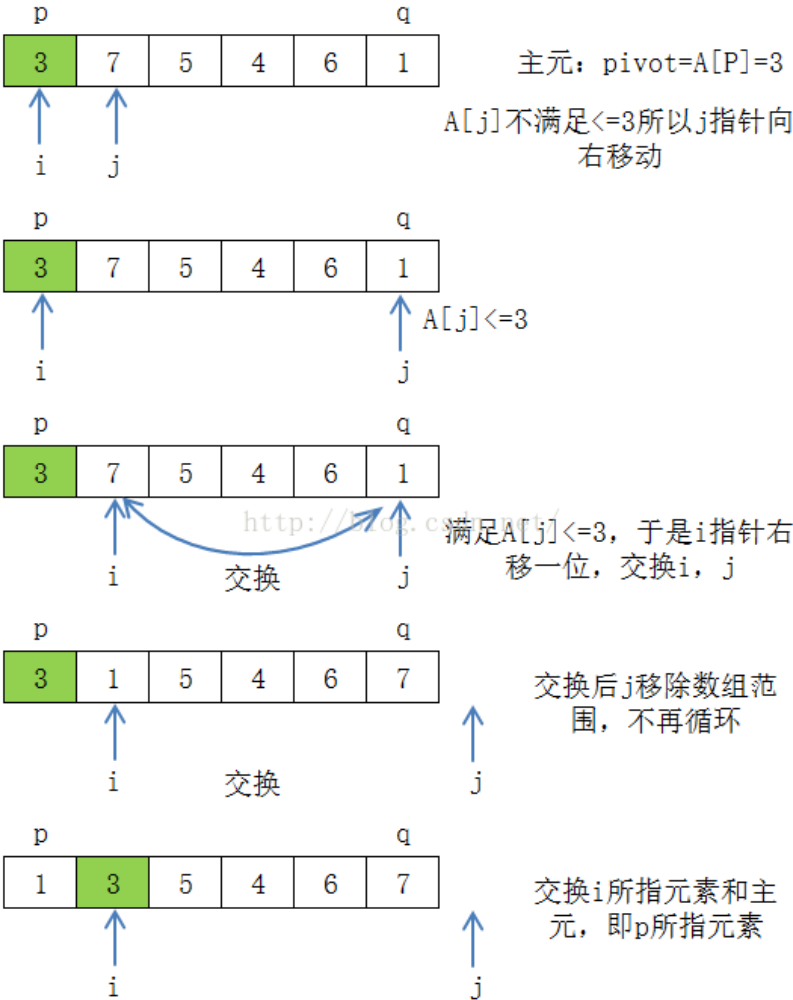 p q
3 7 5 4 6 1 主元：pivot=A[P]=3
A[j]不满足<=3所以j指针向
i j 右移动
p q
3 7 5 4 6 1
A[j]<=3
i j
p q
3 7 5 4 6 1
http://blog.csdn.net/
满足A[j]<=3，于是i指针右
i 交换 j 移一位，交换i，j
p q
3 1 5 4 6 7 交换后j移除数组范
围，不再循环
i 交换 j
p q
1 3 5 4 6 7 交换i所指元素和主
元，即p所指元素
i j